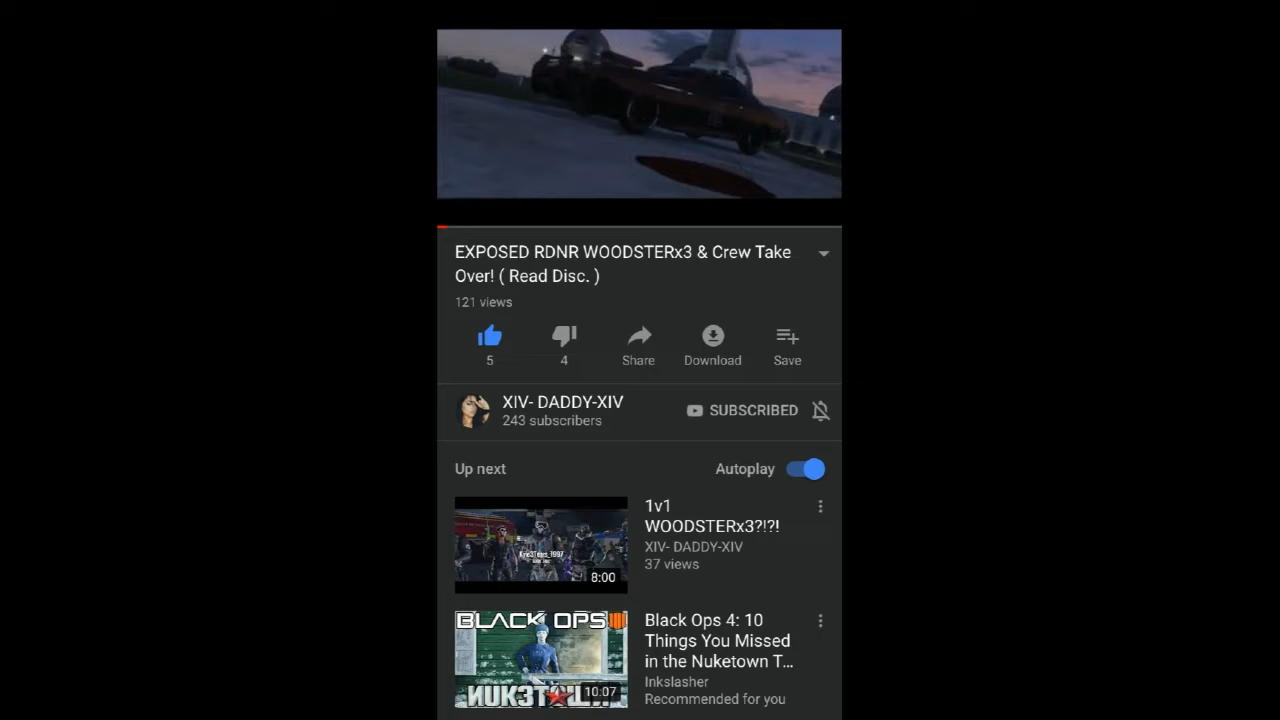 EXPOSED RDNR WOODSTERx3 & Crew Take
Over! ( Read Disc. )
121 views
5
4
Share
Download
Save
XIV- DADDY-XIV
243 subscribers
SUBSCRIBED
Up next
Autoplay
1v1
WOODSTERx3?!?!
XIV- DADDY-XIV
37 views
Kyle3Tears_1997
8:00
Black Ops 4: 10
Things You Missed
in the Nuketown T...
Inkslasher
Recommended for you
BLACK OPS
NUK3TOWN
10:07